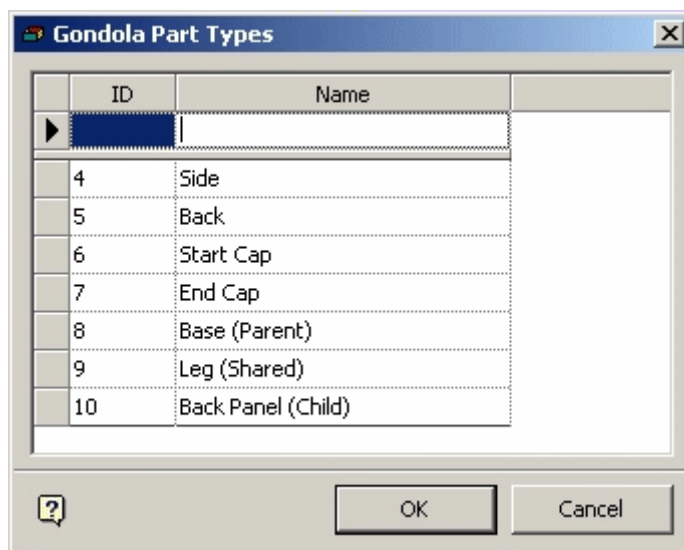 Gondola Part Types
ID Name
4 Side
5 Back
6 Start Cap
7 End Cap
8 Base (Parent)
9 Leg (Shared)
10 Back Panel (Child)
? OK Cancel